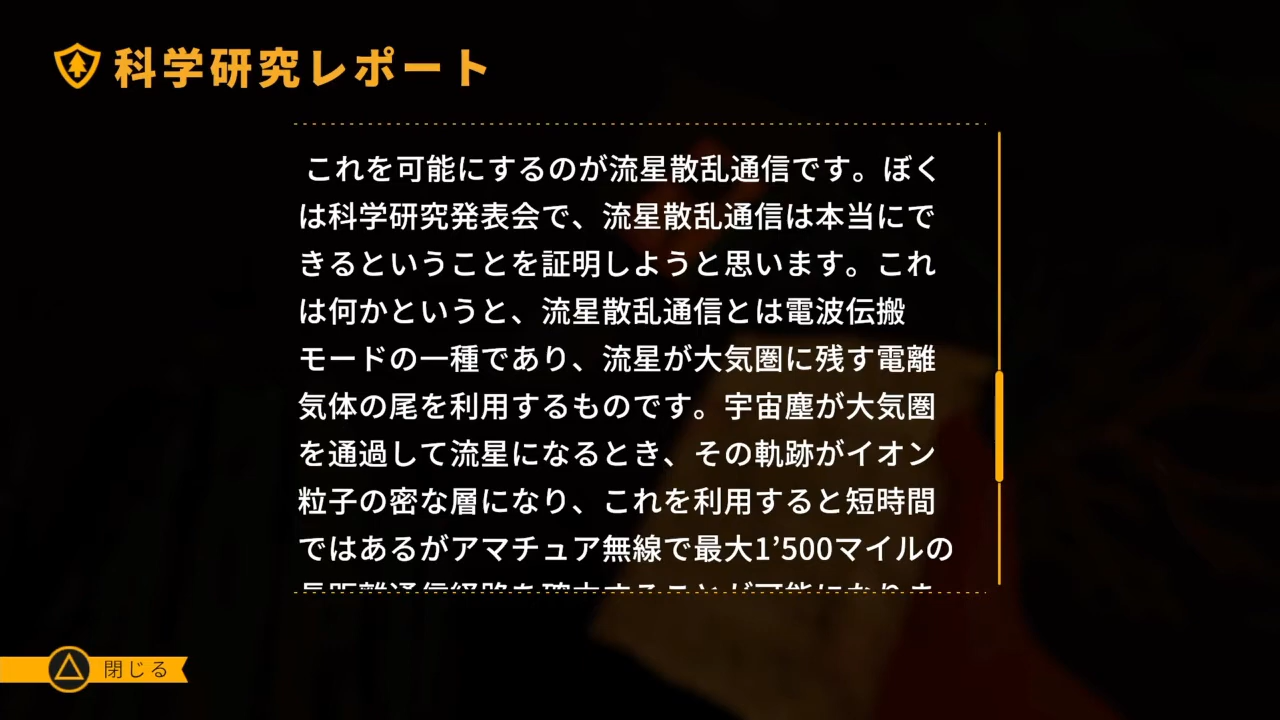 科学研究レポート
これを可能にするのが流星散乱通信です。ぼく
は科学研究発表会で、流星散乱通信は本当にで
きるということを証明しようと思います。これ
は何かというと、流星散乱通信とは電波伝搬
モードの一種であり、流星が大気圏に残す電離
気体の尾を利用するものです。宇宙塵が大気圏
を通過して流星になるとき、その軌跡がイオン
粒子の密な層になり、これを利用すると短時間
ではあるがアマチュア無線で最大1’500マイルの
閉じる